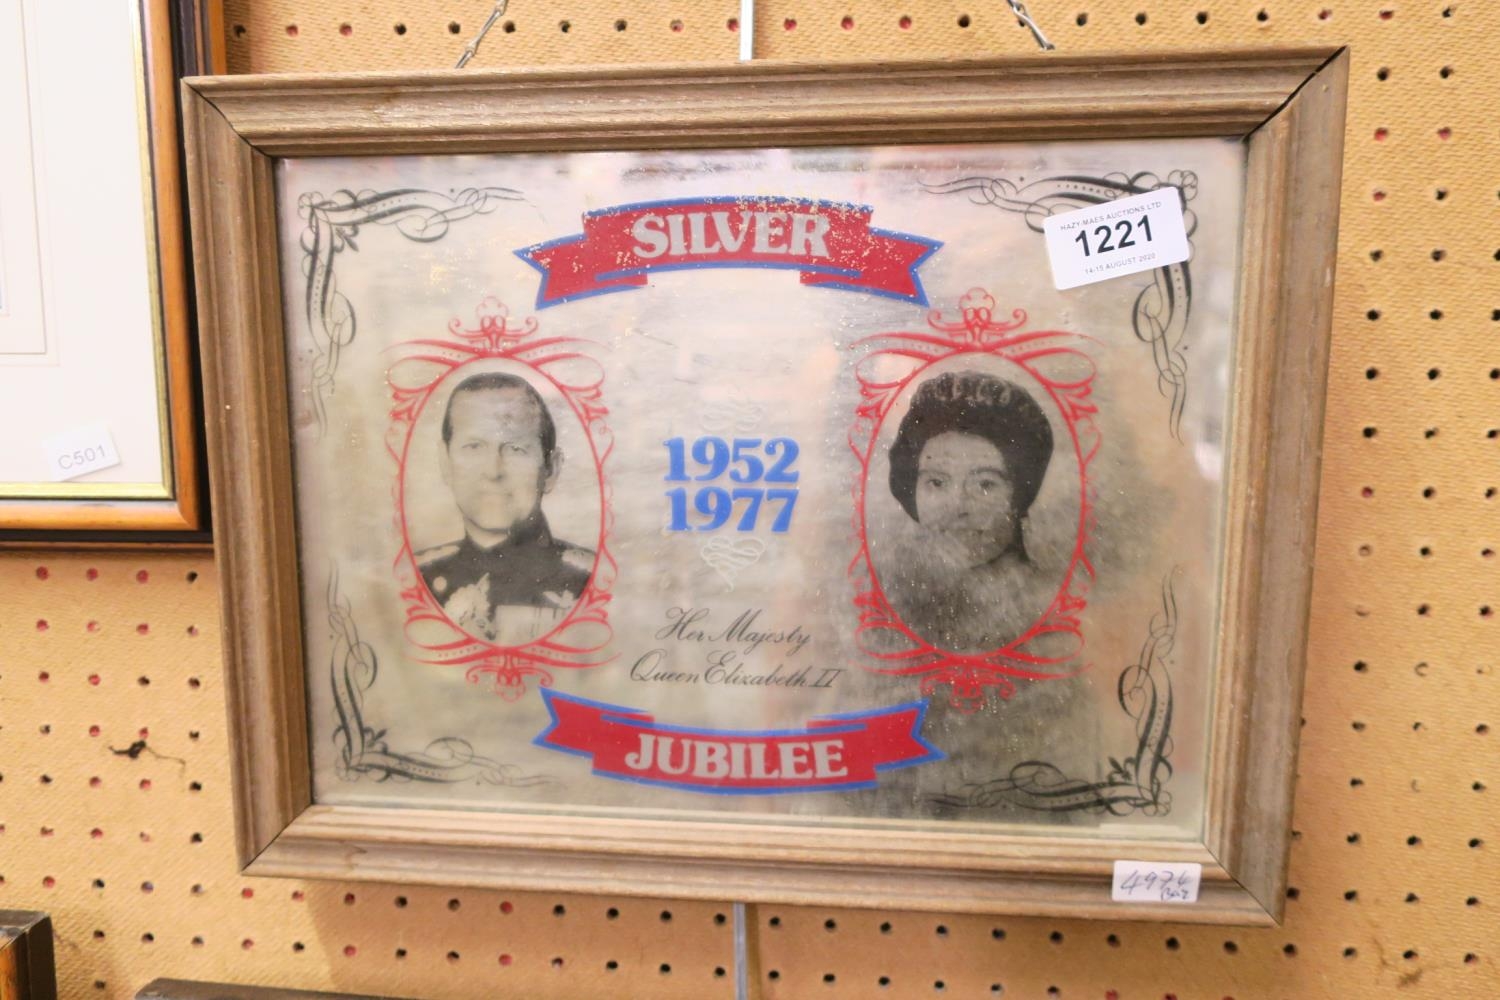 SILVER
HAZY-MAES AUCTIONS LTD
1221
14-15 AUGUST 2020
1952
1977
Her Majesty
Queen Elizabeth II
JUBILEE
C501
4974